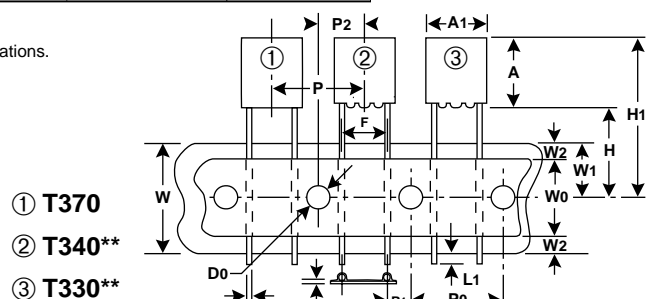 ations.
P2
A1
①
②
③
A
P
H1
F
H
W2
W1
W
W0
① T370
② T340**
W2
D0
L1
③ T330**